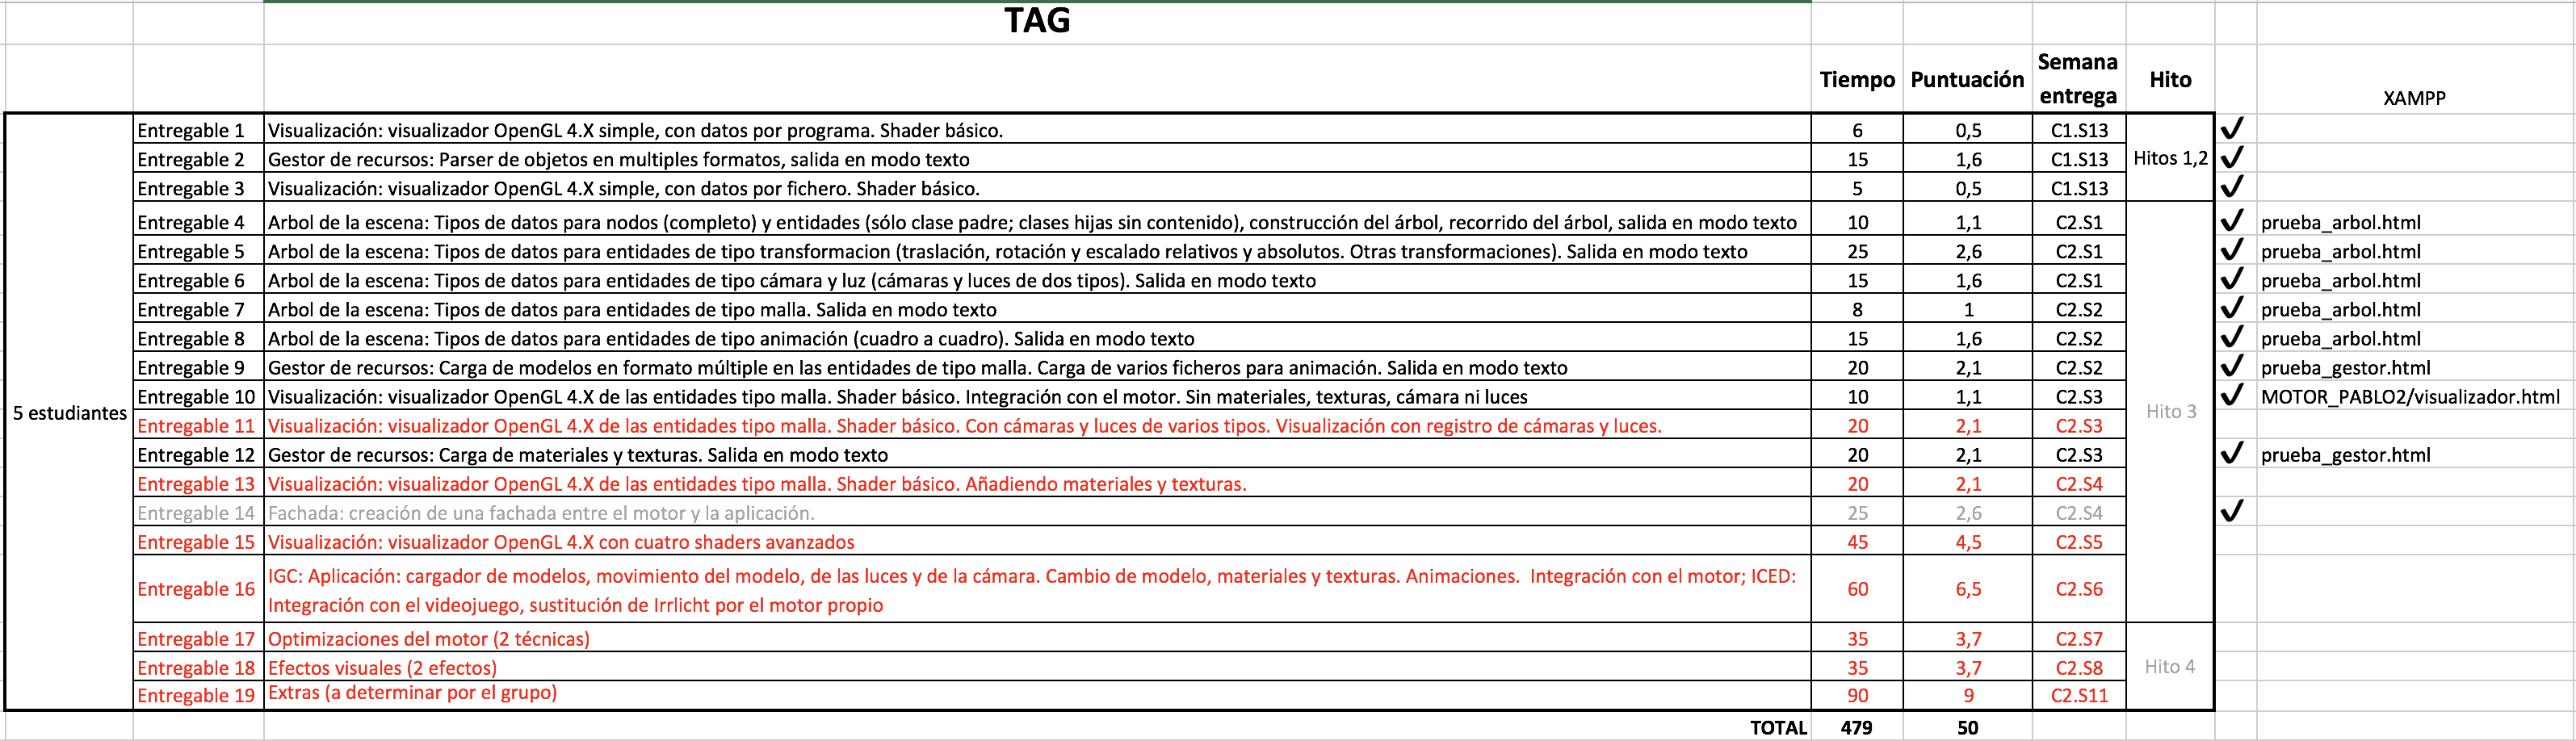 TAG
Tiempo Puntuación Semana entrega Hito XAMPP
5 estudiantes
Entregable 1 Visualización: visualizador OpenGL 4.X simple, con datos por programa. Shader básico. 6 0,5 C1.S13 Hitos 1,2 ✔
Entregable 2 Gestor de recursos: Parser de objetos en multiples formatos, salida en modo texto 15 1,6 C1.S13 ✔
Entregable 3 Visualización: visualizador OpenGL 4.X simple, con datos por fichero. Shader básico. 5 0,5 C1.S13 ✔
Entregable 4 Arbol de la escena: Tipos de datos para nodos (completo) y entidades (sólo clase padre; clases hijas sin contenido), construcción del árbol, recorrido del árbol, salida en modo texto 10 1,1 C2.S1 Hito 3 ✔ prueba_arbol.html
Entregable 5 Arbol de la escena: Tipos de datos para entidades de tipo transformacion (traslación, rotación y escalado relativos y absolutos. Otras transformaciones). Salida en modo texto 25 2,6 C2.S1 ✔ prueba_arbol.html
Entregable 6 Arbol de la escena: Tipos de datos para entidades de tipo cámara y luz (cámaras y luces de dos tipos). Salida en modo texto 15 1,6 C2.S1 ✔ prueba_arbol.html
Entregable 7 Arbol de la escena: Tipos de datos para entidades de tipo malla. Salida en modo texto 8 1 C2.S2 ✔ prueba_arbol.html
Entregable 8 Arbol de la escena: Tipos de datos para entidades de tipo animación (cuadro a cuadro). Salida en modo texto 15 1,6 C2.S2 ✔ prueba_arbol.html
Entregable 9 Gestor de recursos: Carga de modelos en formato múltiple en las entidades de tipo malla. Carga de varios ficheros para animación. Salida en modo texto 20 2,1 C2.S2 ✔ prueba_gestor.html
Entregable 10 Visualización: visualizador OpenGL 4.X de las entidades tipo malla. Shader básico. Integración con el motor. Sin materiales, texturas, cámara ni luces 10 1,1 C2.S3 ✔ MOTOR_PABLO2/visualizador.html
Entregable 11 Visualización: visualizador OpenGL 4.X de las entidades tipo malla. Shader básico. Con cámaras y luces de varios tipos. Visualización con registro de cámaras y luces. 20 2,1 C2.S3
Entregable 12 Gestor de recursos: Carga de materiales y texturas. Salida en modo texto 20 2,1 C2.S3 ✔ prueba_gestor.html
Entregable 13 Visualización: visualizador OpenGL 4.X de las entidades tipo malla. Shader básico. Añadiendo materiales y texturas. 20 2,1 C2.S4
Entregable 14 Fachada: creación de una fachada entre el motor y la aplicación. 25 2,6 C2.S4 ✔
Entregable 15 Visualización: visualizador OpenGL 4.X con cuatro shaders avanzados 45 4,5 C2.S5
Entregable 16 IGC: Aplicación: cargador de modelos, movimiento del modelo, de las luces y de la cámara. Cambio de modelo, materiales y texturas. Animaciones. Integración con el motor; ICED:
Integración con el videojuego, sustitución de Irrlicht por el motor propio 60 6,5 C2.S6
Entregable 17 Optimizaciones del motor (2 técnicas) 35 3,7 C2.S7 Hito 4
Entregable 18 Efectos visuales (2 efectos) 35 3,7 C2.S8
Entregable 19 Extras (a determinar por el grupo) 90 9 C2.S11
TOTAL 479 50